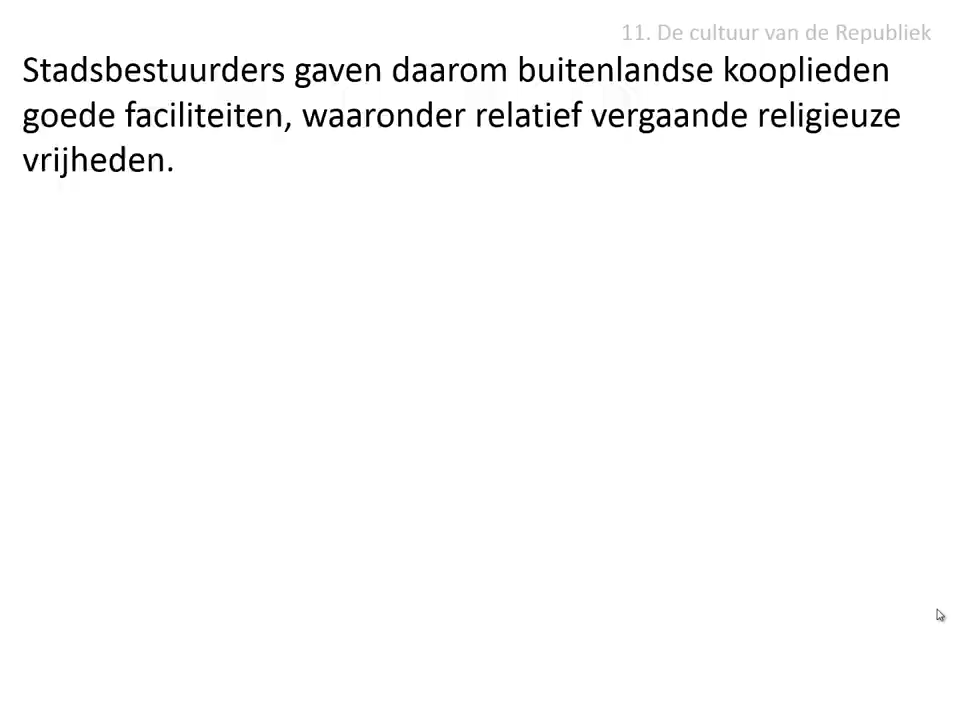 11. De cultuur van de Republiek
Stadsbestuurders gaven daarom buitenlandse kooplieden
goede faciliteiten, waaronder relatief vergaande religieuze
vrijheden.